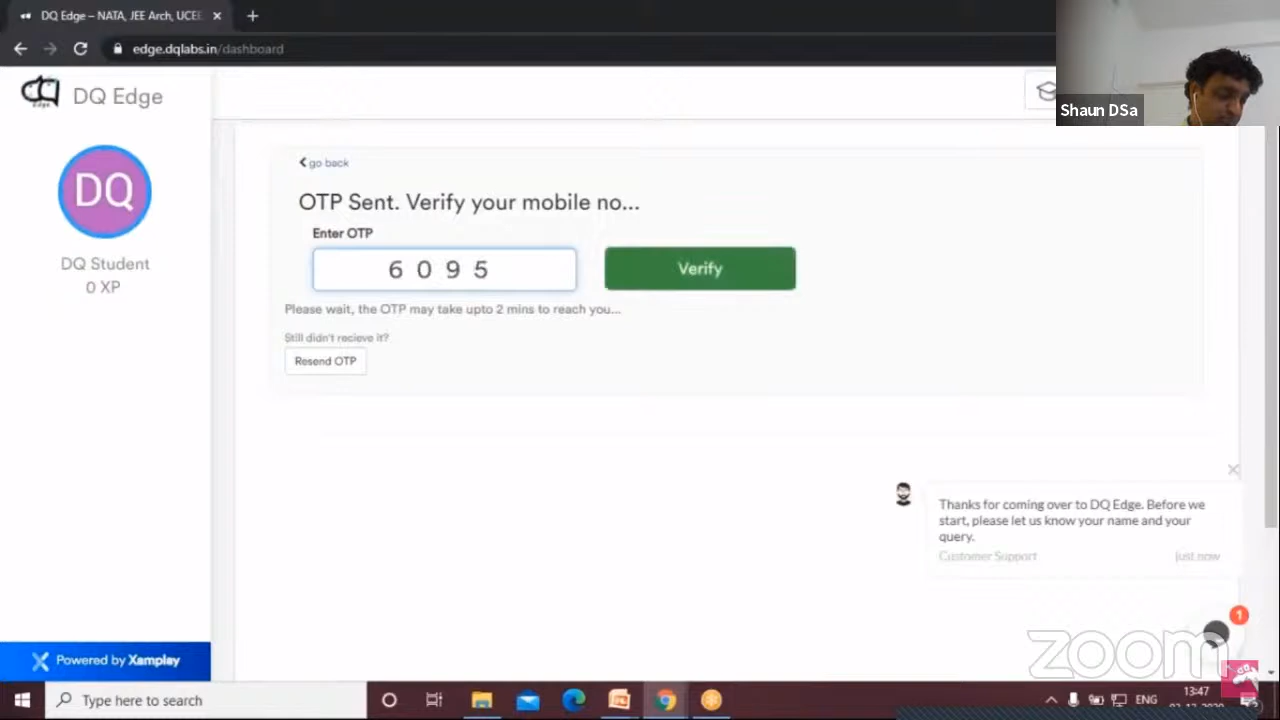 DQ Edge – NATA, JEE Arch, UCEE
edge.dqlabs.in/dashboard
Shaun DSa
DQ Edge
go back
DQ
OTP Sent. Verify your mobile no...
Enter OTP
6 0 9 5
Verify
DQ Student
0 XP
Please wait, the OTP may take upto 2 mins to reach you...
Still didn't recieve it?
Resend OTP
Thanks for coming over to DQ Edge. Before we
start, please let us know your name and your
query.
Customer Support
just now
1
zoom
Powered by Xamplay
Type here to search
ENG
13:47